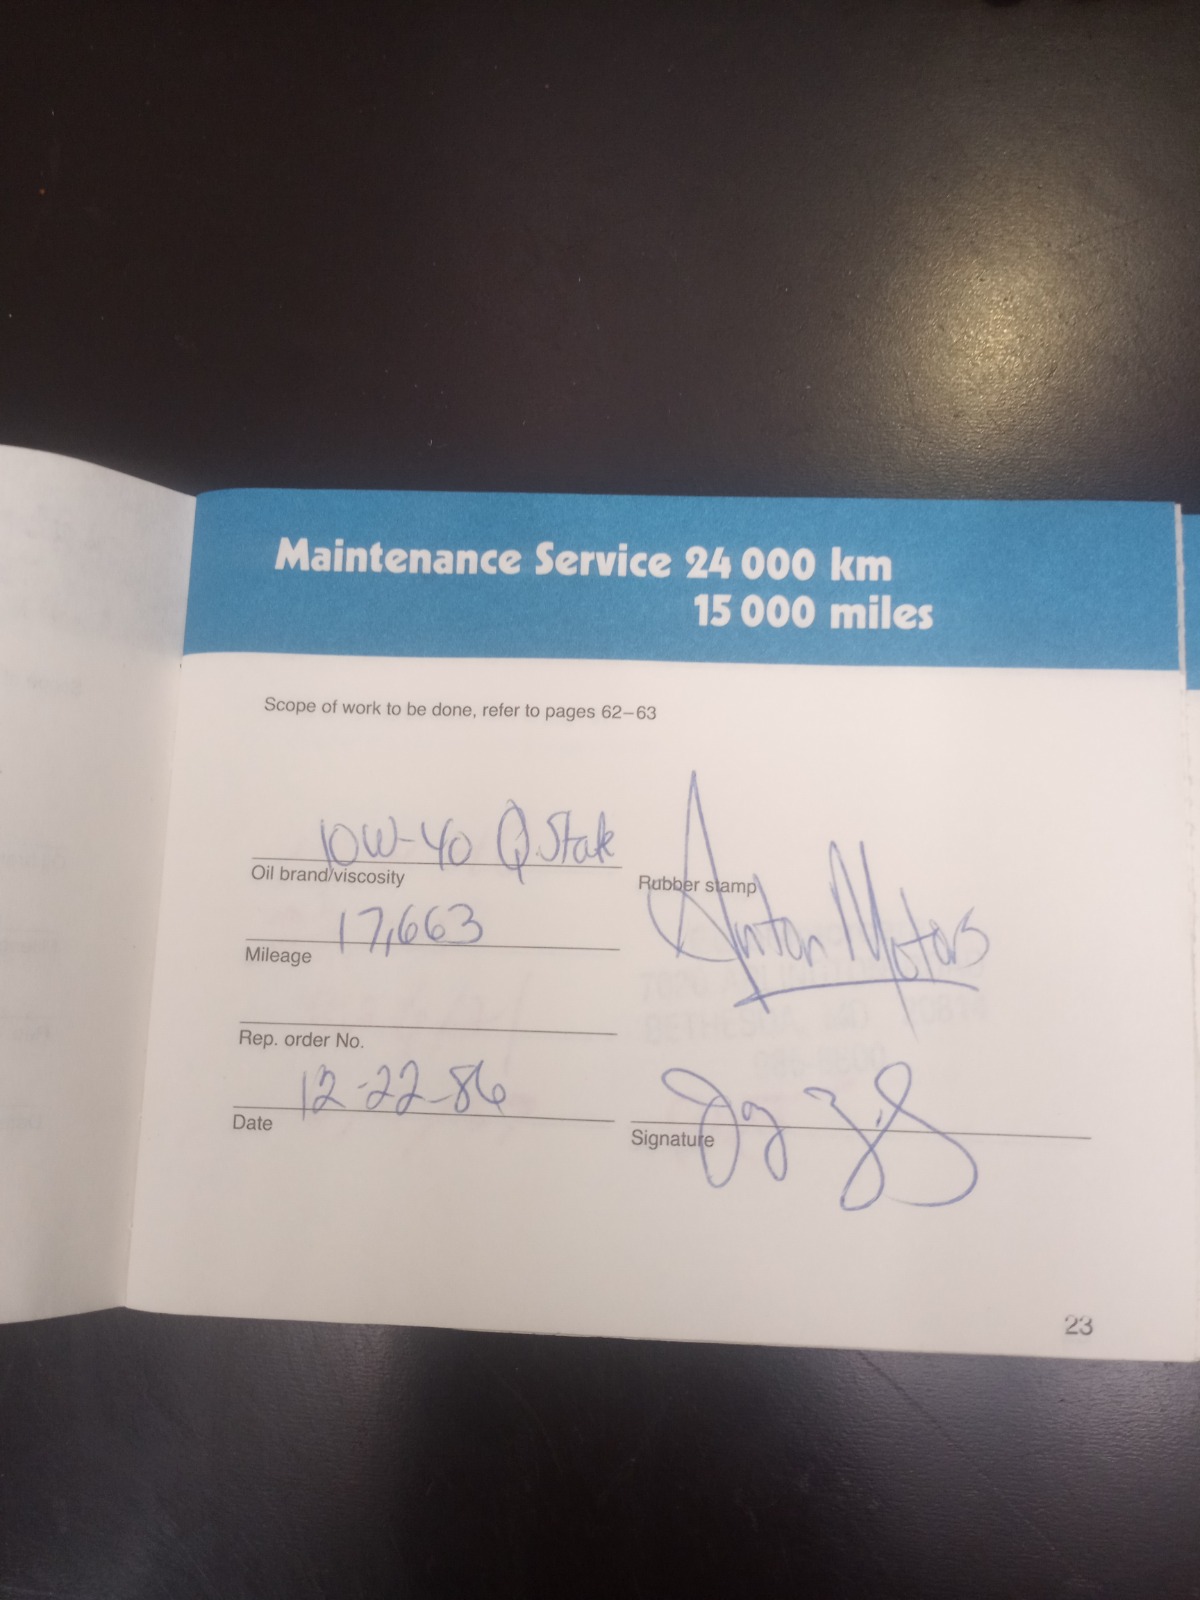 Maintenance Service 24 000 km
15 000 miles
Scope of work to be done, refer to pages 62–63
10W-40 Q.State
Oil brand/viscosity
17,663
Mileage
Rep. order No.
12-22-86
Date
Rubber stamp
Anton Motors
Signature
23